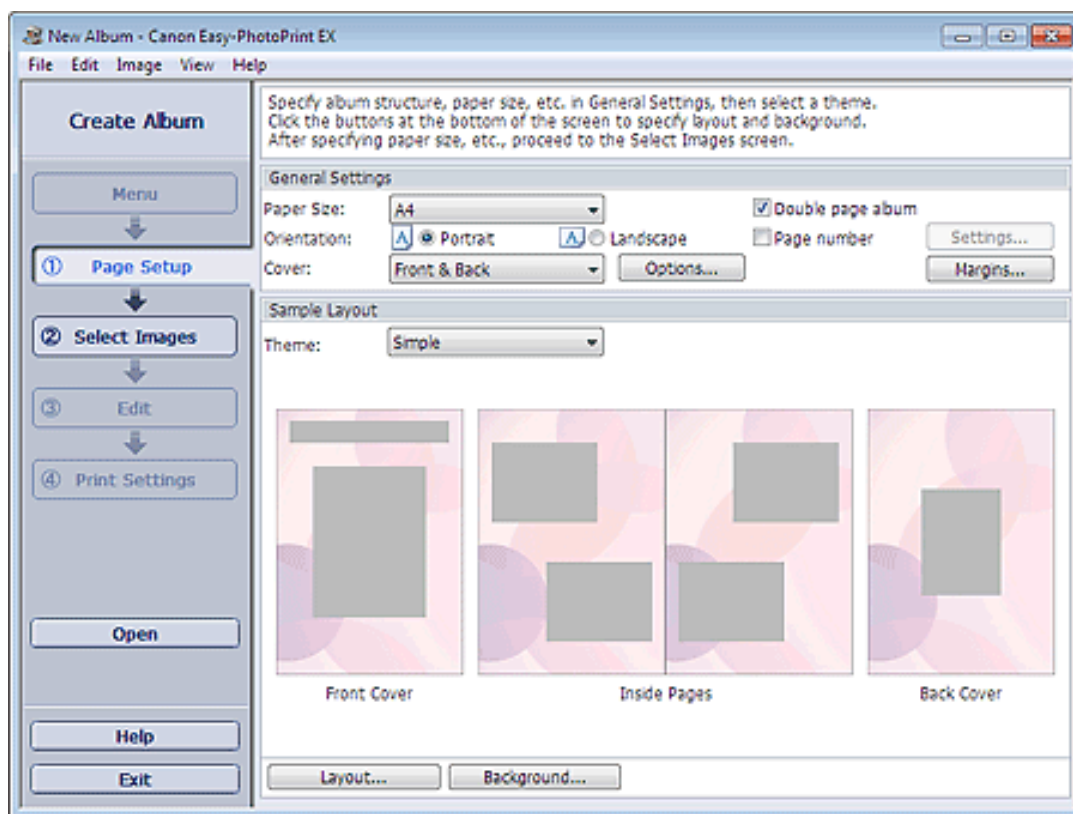 New Album - Canon Easy-PhotoPrint EX
File Edit Image View Help
Create Album
Menu
① Page Setup
② Select Images
③ Edit
④ Print Settings
Open
Help
Exit
Specify album structure, paper size, etc. in General Settings, then select a theme.
Click the buttons at the bottom of the screen to specify layout and background.
After specifying paper size, etc., proceed to the Select Images screen.
General Settings
Paper Size: A4 Double page album
Orientation: A Portrait A Landscape Page number Settings...
Cover: Front & Back Options... Margins...
Sample Layout
Theme: Simple
Front Cover Inside Pages Back Cover
Layout... Background...